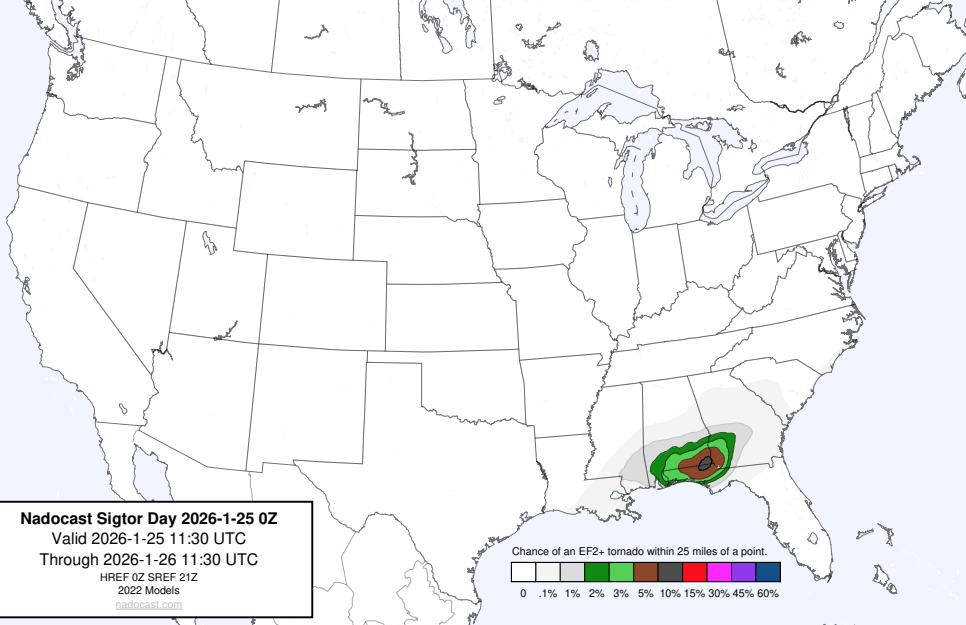 Nadocast Sigtor Day 2026-1-25 0Z
Valid 2026-1-25 11:30 UTC
Through 2026-1-26 11:30 UTC
HREF 0Z SREF 21Z
2022 Models
nadocast.com
Chance of an EF2+ tornado within 25 miles of a point.
0 .1% 1% 2% 3% 5% 10% 15% 30% 45% 60%